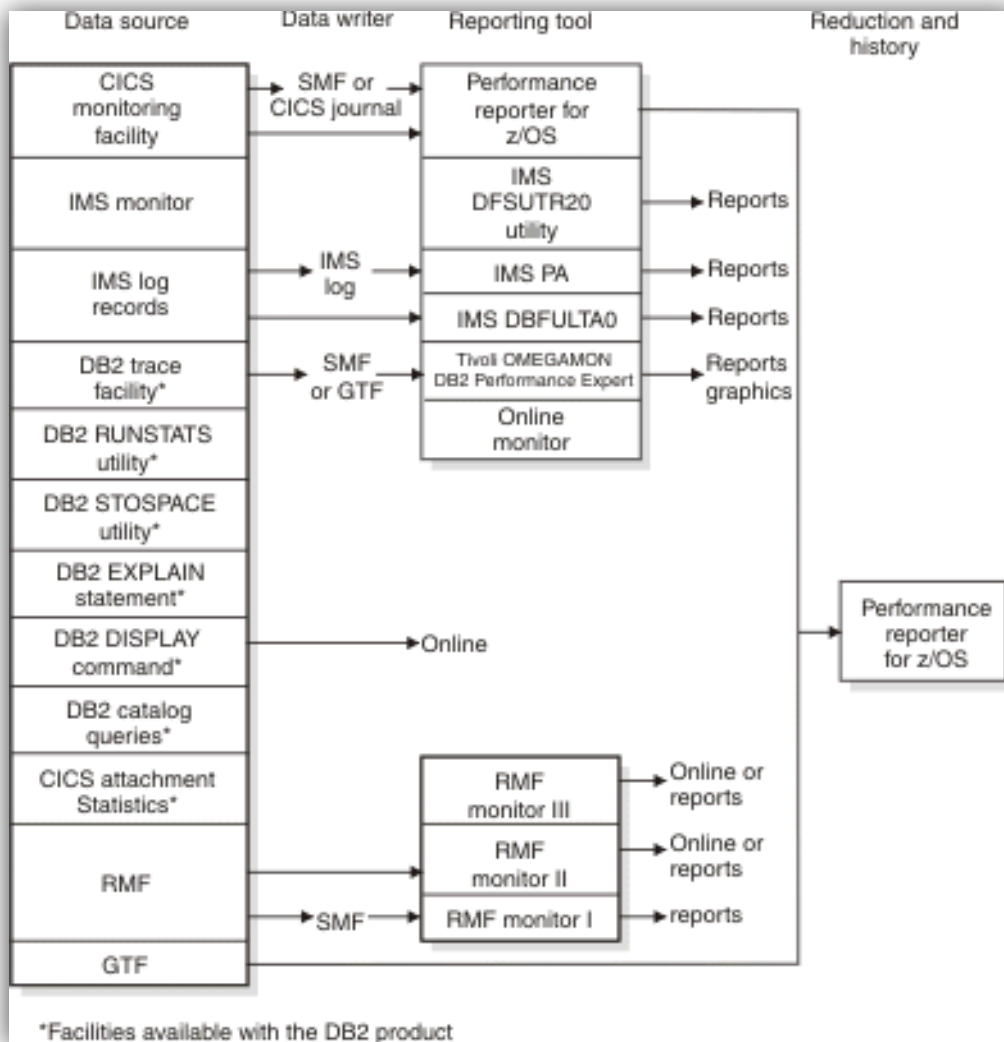 Data source
Data writer
Reporting tool
Reduction and
history
CICS
monitoring
facility
SMF or
CICS journal
Performance
reporter for
z/OS
IMS monitor
IMS
DFSUTR20
utility
Reports
IMS log
records
IMS
log
IMS PA
Reports
IMS DBFULTA0
Reports
DB2 trace
facility*
SMF
or GTF
Tivoli OMEGAMON
DB2 Performance Expert
Reports
graphics
Online
monitor
DB2 RUNSTATS
utility*
DB2 STOSPACE
utility*
DB2 EXPLAIN
statement*
DB2 DISPLAY
command*
Online
Performance
reporter
for z/OS
DB2 catalog
queries*
CICS attachment
Statistics*
RMF
monitor III
Online or
reports
RMF
RMF
monitor II
Online or
reports
SMF
RMF monitor I
reports
GTF
*Facilities available with the DB2 product